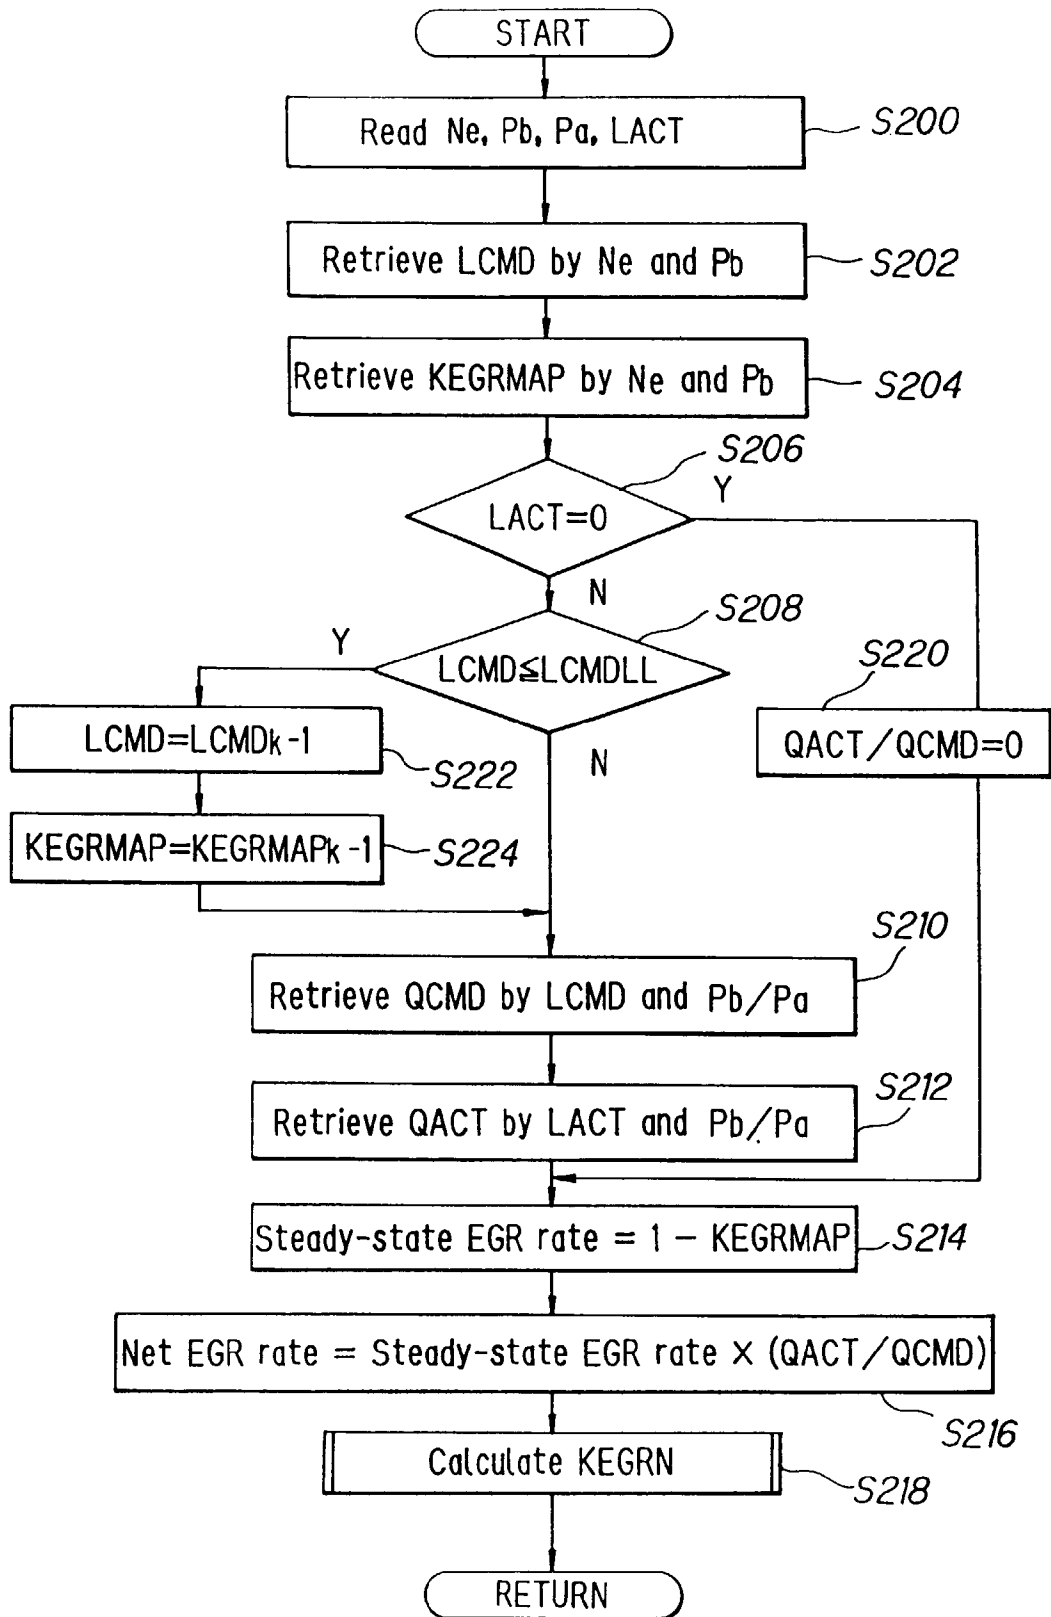 START
Read Ne, Pb, Pa, LACT
S200
Retrieve LCMD by Ne and Pb
S202
Retrieve KEGRMAP by Ne and Pb
S204
S206
LACT=0
Y
N
S208
Y
LCMD≦LCMDLL
N
S220
QACT/QCMD=0
LCMD=LCMDk-1
S222
KEGRMAP=KEGRMAPk-1
S224
S210
Retrieve QCMD by LCMD and Pb/Pa
S212
Retrieve QACT by LACT and Pb/Pa
Steady-state EGR rate = 1 - KEGRMAP
S214
Net EGR rate = Steady-state EGR rate × (QACT/QCMD)
S216
Calculate KEGRN
S218
RETURN